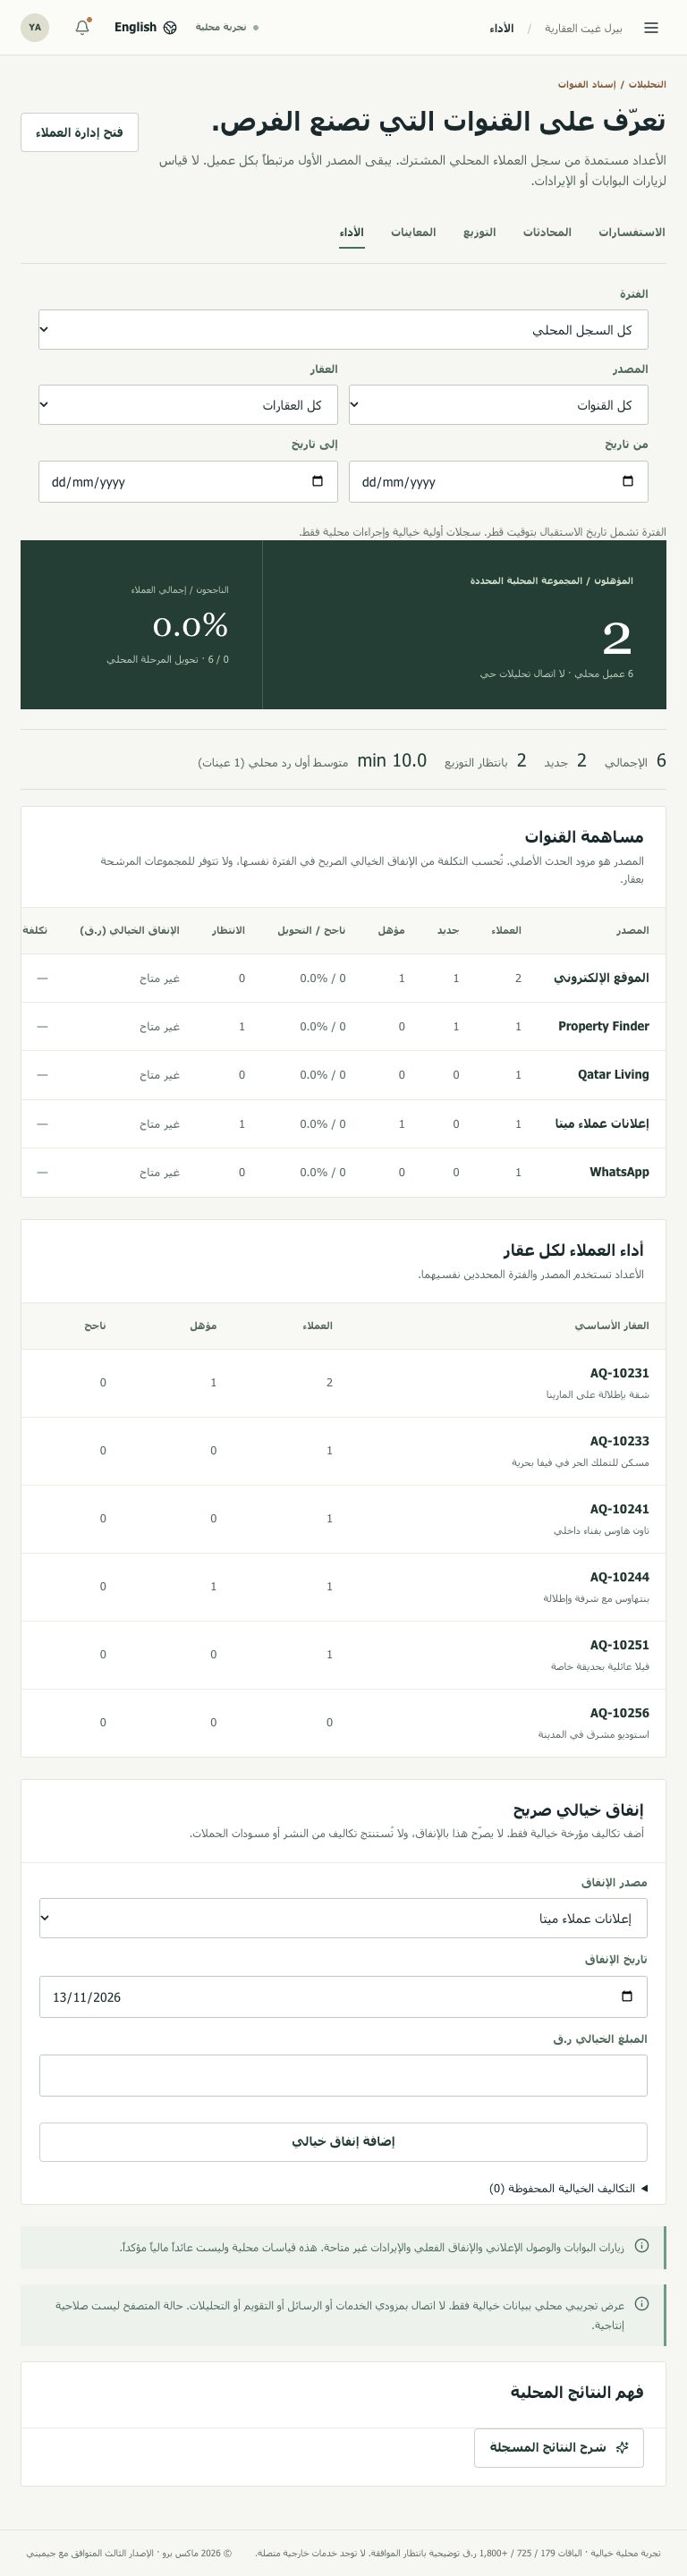 بيرل غيت العقارية / الأداء
تجربة محلية
English
YA
التحليلات / إسناد القنوات
تعرّف على القنوات التي تصنع الفرص.
فتح إدارة العملاء
الأعداد مستمدة من سجل العملاء المحلي المشترك. يبقى المصدر الأول مرتبطاً بكل عميل. لا قياس
لزيارات البوابات أو الإيرادات.
الاستفسارات المحادثات التوزيع المعاينات الأداء
الفترة
كل السجل المحلي
المصدر العقار
كل القنوات كل العقارات
من تاريخ إلى تاريخ
dd/mm/yyyy dd/mm/yyyy
الفترة تشمل تاريخ الاستقبال بتوقيت قطر. سجلات أولية خيالية وإجراءات محلية فقط.
المؤهلون / المجموعة المحلية المحددة
2
6 عميل محلي · لا اتصال تحليلات حي
الناجحون / إجمالي العملاء
0.0%
0 / 6 · تحويل المرحلة المحلي
6 الإجمالي 2 جديد 2 بانتظار التوزيع 10.0 min متوسط أول رد محلي (1 عينات)
مساهمة القنوات
المصدر هو مزود الحدث الأصلي. تُحسب التكلفة من الإنفاق الخيالي الصريح في الفترة نفسها، ولا تتوفر للمجموعات المرشحة
بعقار.
المصدر العملاء جديد مؤهل ناجح / التحويل الانتظار الإنفاق الخيالي (ر.ق) تكلفة
الموقع الإلكتروني 2 1 1 0 / 0.0% 0 غير متاح —
Property Finder 1 1 0 0 / 0.0% 1 غير متاح —
Qatar Living 1 0 0 0 / 0.0% 0 غير متاح —
إعلانات عملاء ميتا 1 0 1 0 / 0.0% 1 غير متاح —
WhatsApp 1 0 0 0 / 0.0% 0 غير متاح —
أداء العملاء لكل عقار
الأعداد تستخدم المصدر والفترة المحددين نفسيهما.
العقار الأساسي العملاء مؤهل ناجح
AQ-10231 2 1 0
شقة بإطلالة على المارينا
AQ-10233 1 0 0
مسكن للتملك الحر في فيفا بحرية
AQ-10241 1 0 0
تاون هاوس بفناء داخلي
AQ-10244 1 1 0
بنتهاوس مع شرفة وإطلالة
AQ-10251 1 0 0
فيلا عائلية بحديقة خاصة
AQ-10256 0 0 0
استوديو مشرق في المدينة
إنفاق خيالي صريح
أضف تكاليف مؤرخة خيالية فقط. لا يصرّح هذا بالإنفاق، ولا تُستنتج تكاليف من النشر أو مسودات الحملات.
مصدر الإنفاق
إعلانات عملاء ميتا
تاريخ الإنفاق
13/11/2026
المبلغ الخيالي ر.ق
إضافة إنفاق خيالي
التكاليف الخيالية المحفوظة (0)
زيارات البوابات والوصول الإعلاني والإنفاق الفعلي والإيرادات غير متاحة. هذه قياسات محلية وليست عائداً مالياً مؤكداً.
عرض تجريبي محلي ببيانات خيالية فقط. لا اتصال بمزودي الخدمات أو الرسائل أو التقويم أو التحليلات. حالة المتصفح ليست صلاحية
إنتاجية.
فهم النتائج المحلية
شرح النتائج المسجلة
تجربة محلية خيالية · الباقات 179 / 725 / +1,800 ر.ق توضيحية بانتظار الموافقة. لا توجد خدمات خارجية متصلة.
© 2026 ماكس برو · الإصدار الثالث المتوافق مع جيميني